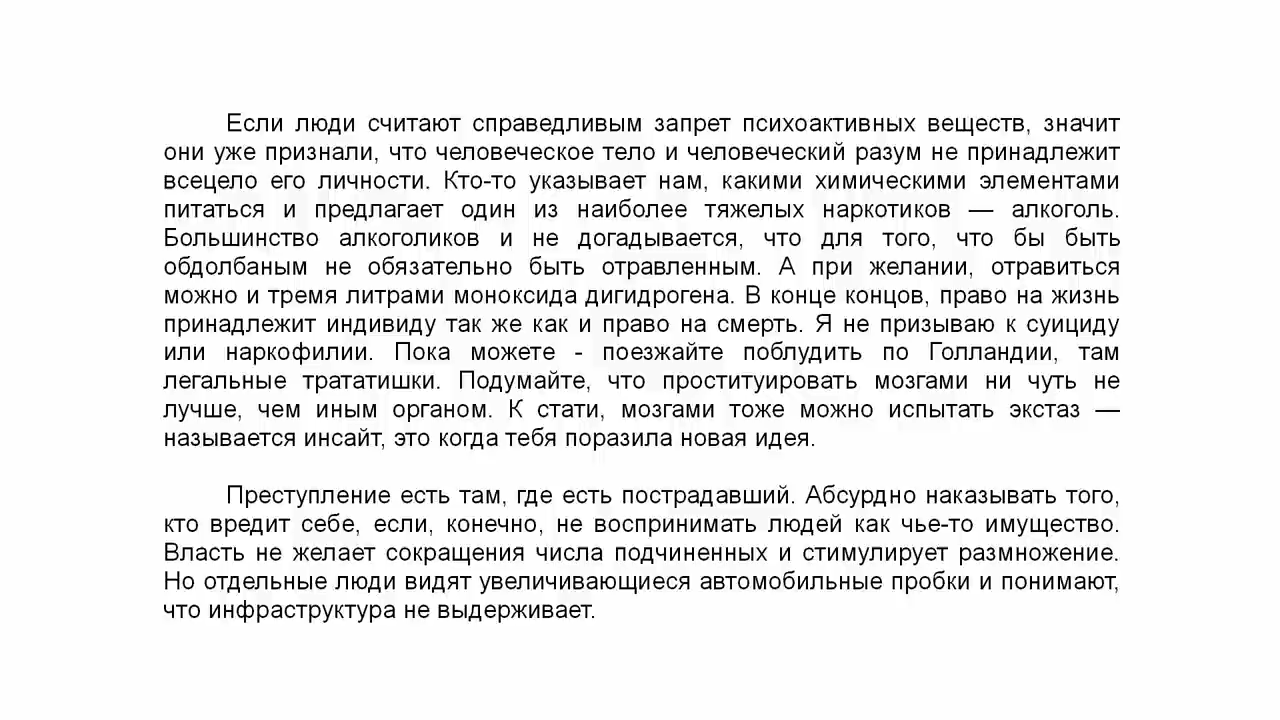 Если люди считают справедливым запрет психоактивных веществ, значит
они уже признали, что человеческое тело и человеческий разум не принадлежит
всецело его личности. Кто-то указывает нам, какими химическими элементами
питаться и предлагает один из наиболее тяжелых наркотиков — алкоголь.
Большинство алкоголиков и не догадывается, что для того, что бы быть
обдолбаным не обязательно быть отравленным. А при желании, отравиться
можно и тремя литрами моноксида дигидрогена. В конце концов, право на жизнь
принадлежит индивиду так же как и право на смерть. Я не призываю к суициду
или наркофилии. Пока можете - поезжайте поблудить по Голландии, там
легальные трататишки. Подумайте, что проституировать мозгами ни чуть не
лучше, чем иным органом. К стати, мозгами тоже можно испытать экстаз —
называется инсайт, это когда тебя поразила новая идея.
Преступление есть там, где есть пострадавший. Абсурдно наказывать того,
кто вредит себе, если, конечно, не воспринимать людей как чье-то имущество.
Власть не желает сокращения числа подчиненных и стимулирует размножение.
Но отдельные люди видят увеличивающиеся автомобильные пробки и понимают,
что инфраструктура не выдерживает.